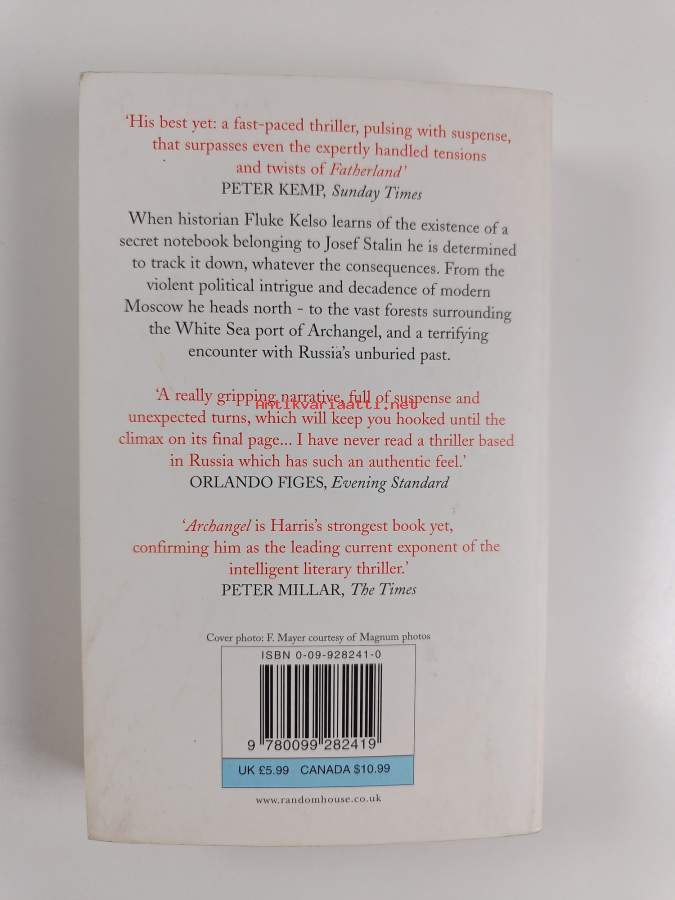 ‘His best yet: a fast-paced thriller, pulsing with suspense,
that surpasses even the expertly handled tensions
and twists of Fatherland’
PETER KEMP, Sunday Times
When historian Fluke Kelso learns of the existence of a
secret notebook belonging to Josef Stalin he is determined
to track it down, whatever the consequences. From the
violent political intrigue and decadence of modern
Moscow he heads north - to the vast forests surrounding
the White Sea port of Archangel, and a terrifying
encounter with Russia’s unburied past.
‘A really gripping narrative, full of suspense and
antikvariaatti.net
unexpected turns, which will keep you hooked until the
climax on its final page... I have never read a thriller based
in Russia which has such an authentic feel.’
ORLANDO FIGES, Evening Standard
‘Archangel is Harris’s strongest book yet,
confirming him as the leading current exponent of the
intelligent literary thriller.’
PETER MILLAR, The Times
Cover photo: F. Mayer courtesy of Magnum photos
ISBN 0-09-928241-0
9 780099 282419
UK £5.99 CANADA $10.99
www.randomhouse.co.uk